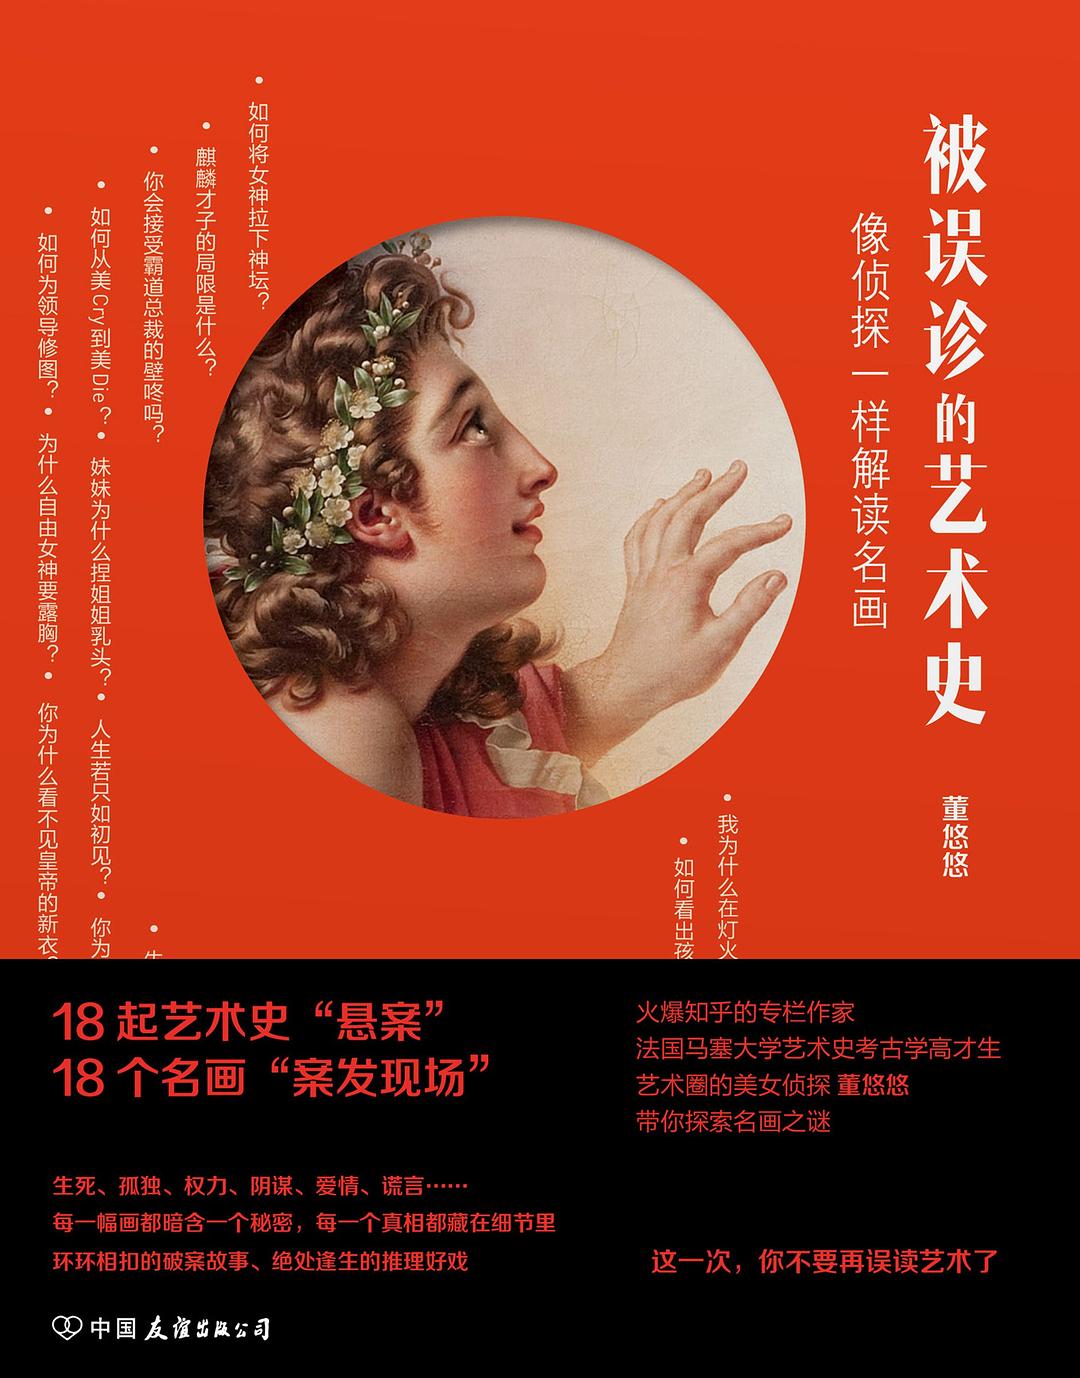 被误诊的艺术史
像侦探一样解读名画
董悠悠
• 我为什么在灯火
• 如何看出孩
• 如何将女神拉下神坛?
• 麒麟才子的局限是什么?
• 你会接受霸道总裁的壁咚吗?
• 如何从美Cry到美Die?• 妹妹为什么捏姐姐乳头?• 人生若只如初见?• 你为
• 如何为领导修图?• 为什么自由女神要露胸?• 你为什么看不见皇帝的新衣?
18 起艺术史“悬案”
18 个名画“案发现场”
生死、孤独、权力、阴谋、爱情、谎言……
每一幅画都暗含一个秘密，每一个真相都藏在细节里
环环相扣的破案故事、绝处逢生的推理好戏
火爆知乎的专栏作家
法国马塞大学艺术史考古学高才生
艺术圈的美女侦探 董悠悠
带你探索名画之谜
这一次，你不要再误读艺术了
中国友谊出版公司